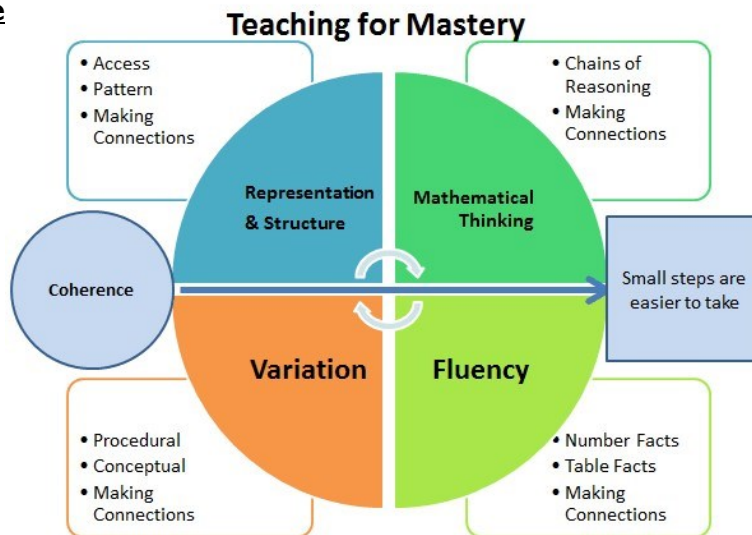 e
Teaching for Mastery
• Access
• Pattern
• Making
Connections
• Chains of
Reasoning
• Making
Connections
Representation
& Structure
Mathematical
Thinking
Coherence
Small steps are
easier to take
Variation
Fluency
• Procedural
• Conceptual
• Making
Connections
• Number Facts
• Table Facts
• Making
Connections